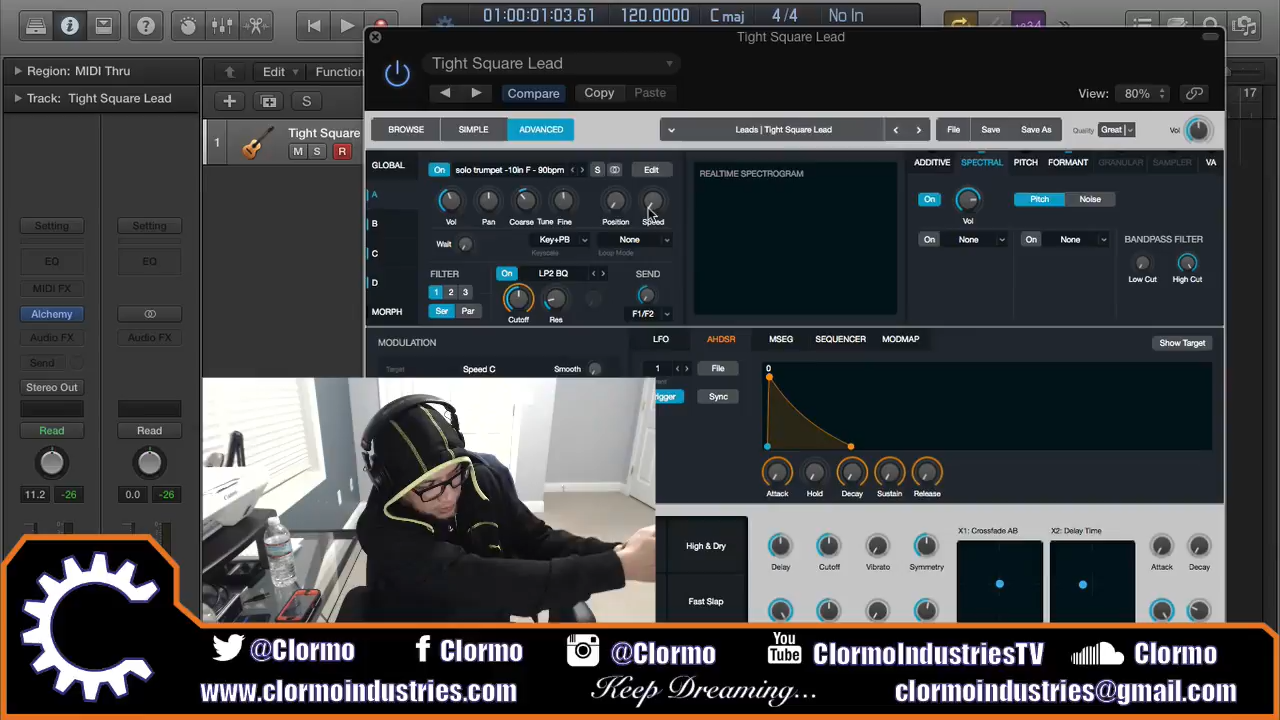 01:00:01:03.61 120.0000 C maj 4/4 No In
1234
Tight Square Lead
Region: MIDI Thru
Track: Tight Square Lead
Edit Function
17
Tight Square Lead
Compare Copy Paste
View: 80%
S
1 Tight Square
M S R
BROWSE SIMPLE ADVANCED
Leads | Tight Square Lead
File Save Save As
Quality Great
Vol
GLOBAL
A
B
C
D
MORPH
On solo trumpet -10in F - 90bpm S Edit
Vol Pan Coarse Tune Fine Position Speed
Wait Key+PB None
Keyscale Loop Mode
FILTER On LP2 BQ SEND
1 2 3
Ser Par
Cutoff Res F1/F2
REALTIME SPECTROGRAM
ADDITIVE SPECTRAL PITCH FORMANT GRANULAR SAMPLER VA
On Pitch Noise
Vol
On None On None
BANDPASS FILTER
Low Cut High Cut
Setting Setting
EQ EQ
MIDI FX
Alchemy
Audio FX Audio FX
Send
Stereo Out
Read Read
11.2 -26 0.0 -26
MODULATION
Target Speed C Smooth
LFO AHDSR MSEG SEQUENCER MODMAP
Show Target
1 File
Sync
0
Attack Hold Decay Sustain Release
High & Dry
Fast Slap
Delay Cutoff Vibrato Symmetry
X1: Crossfade AB X2: Delay Time
Attack Decay
Canon
@Clormo Clormo @Clormo You Tube ClormoIndustriesTV Clormo
www.clormoindustries.com Keep Dreaming... clormoindustries@gmail.com